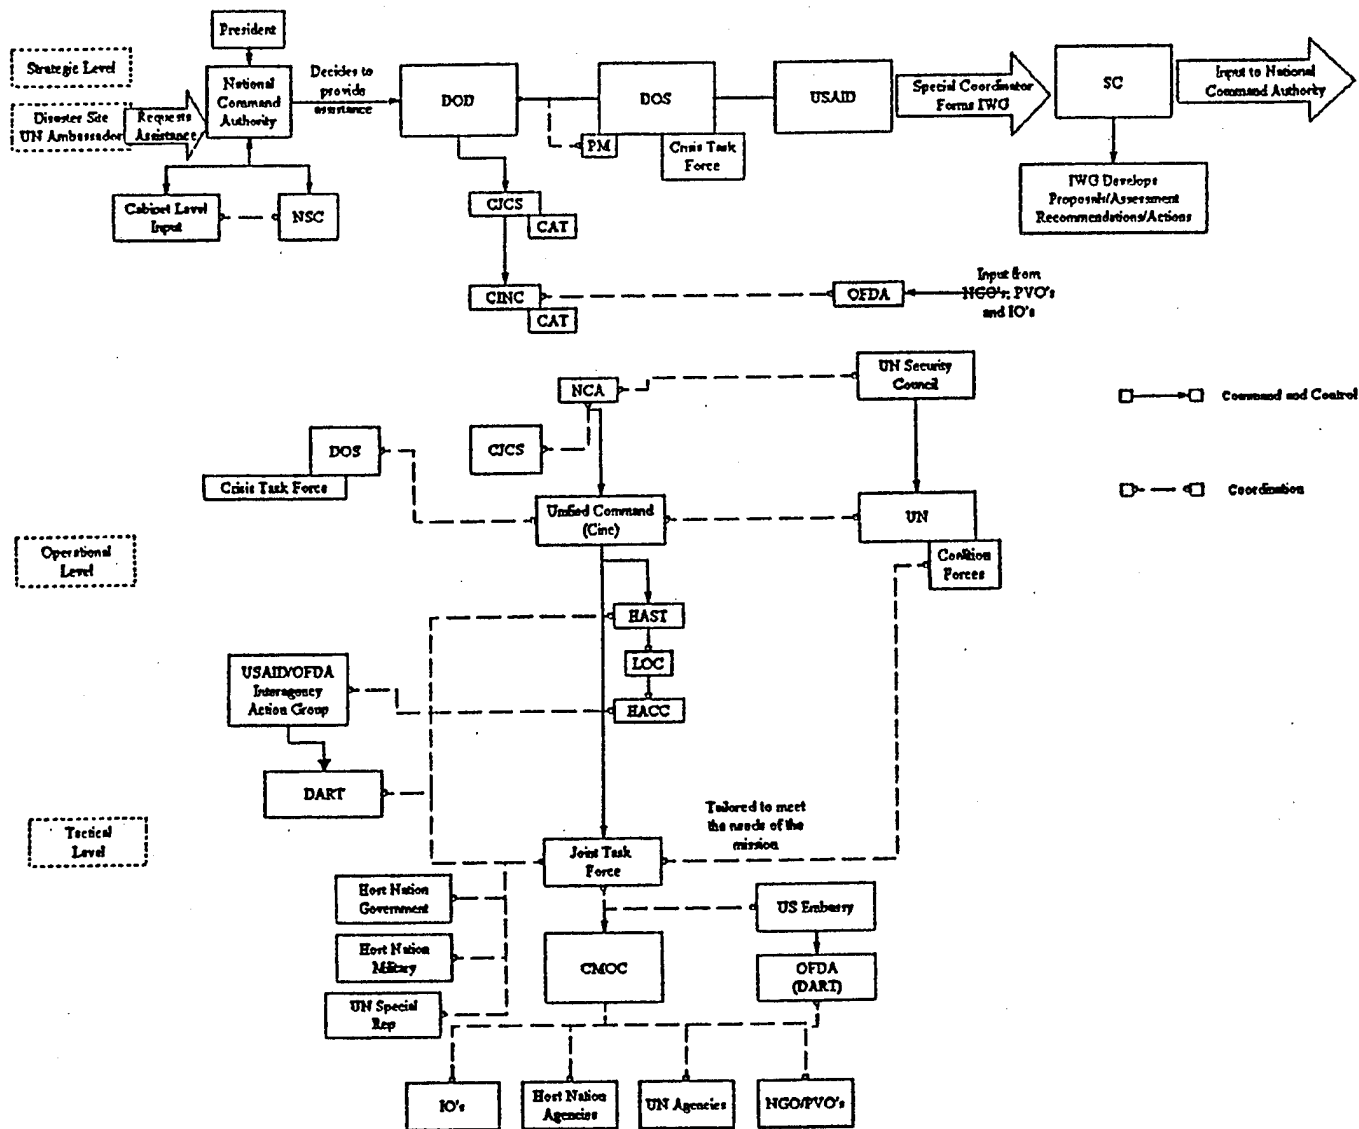 President
Strategic Level
National
Command
Authority
Decides to
provide
assistance
DOD
DOS
USAID
Special Coordinator
Forms IWG
SC
Input to National
Command Authority
Disaster Site
UN Ambassador
Requests
Assistance
PM
Crisis Task
Force
Cabinet Level
Input
NSC
CJCS
CAT
IWG Develops
Proposals/Assessment
Recommendations/Actions
CINC
CAT
OFDA
Input from
NGO's, PVO's
and IO's
NCA
UN Security
Council
Command and Control
DOS
Crisis Task Force
CJCS
Coordination
Unified Command
(Cinc)
UN
Coalition
Forces
Operational
Level
HAST
LOC
HACC
USAID/OFDA
Interagency
Action Group
DART
Tactical
Level
Tailored to meet
the needs of the
mission
Joint Task
Force
Host Nation
Government
US Embassy
Host Nation
Military
CMOC
OFDA
(DART)
UN Special
Rep
IO's
Host Nation
Agencies
UN Agencies
NGO/PVO's